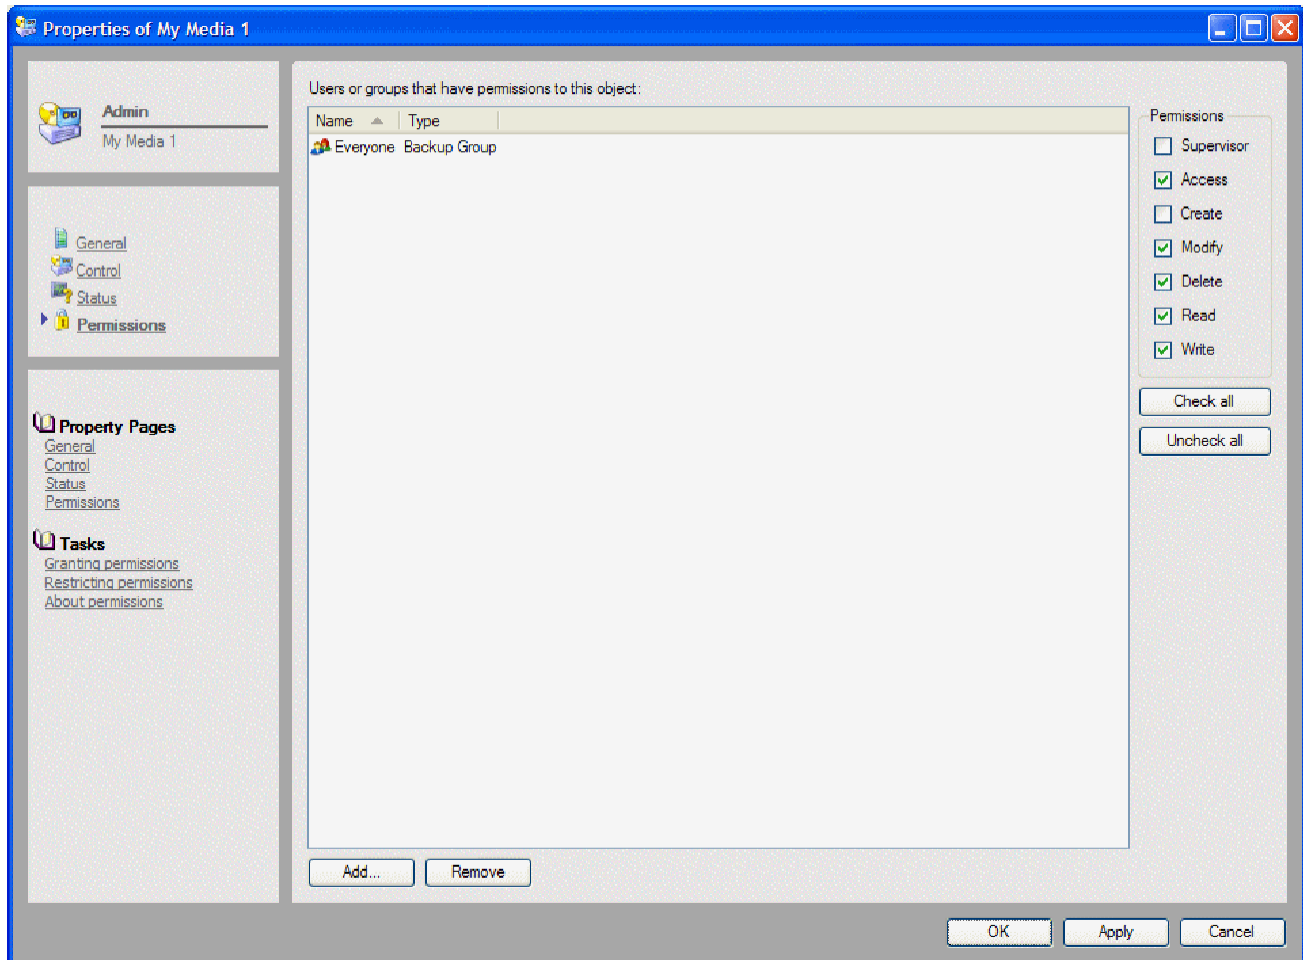 Properties of My Media 1
Admin
My Media 1
General
Control
Status
Permissions
Property Pages
General
Control
Status
Permissions
Tasks
Granting permissions
Restricting permissions
About permissions
Users or groups that have permissions to this object:
Name Type
Everyone Backup Group
Add... Remove
Permissions
Supervisor
Access
Create
Modify
Delete
Read
Write
Check all
Uncheck all
OK Apply Cancel